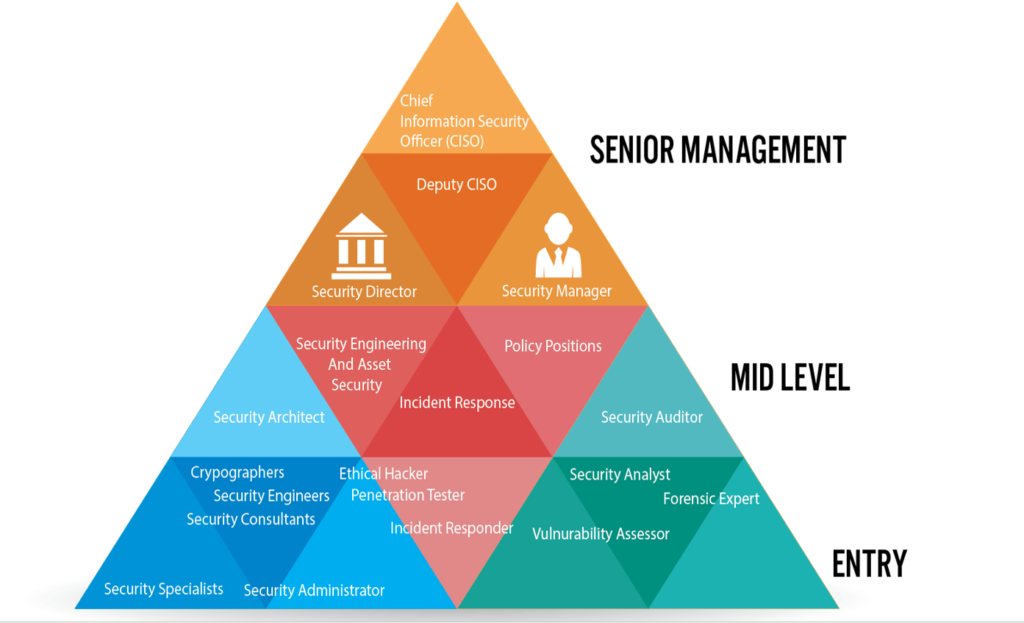 Chief
Information Security
Officer (CISO)
SENIOR MANAGEMENT
Deputy CISO
Security Director
Security Manager
Security Engineering
And Asset
Security
Policy Positions
MID LEVEL
Incident Response
Security Architect
Security Auditor
Crypographers
Security Engineers
Security Consultants
Ethical Hacker
Penetration Tester
Incident Responder
Security Analyst
Forensic Expert
Vulnurability Assessor
ENTRY
Security Specialists
Security Administrator